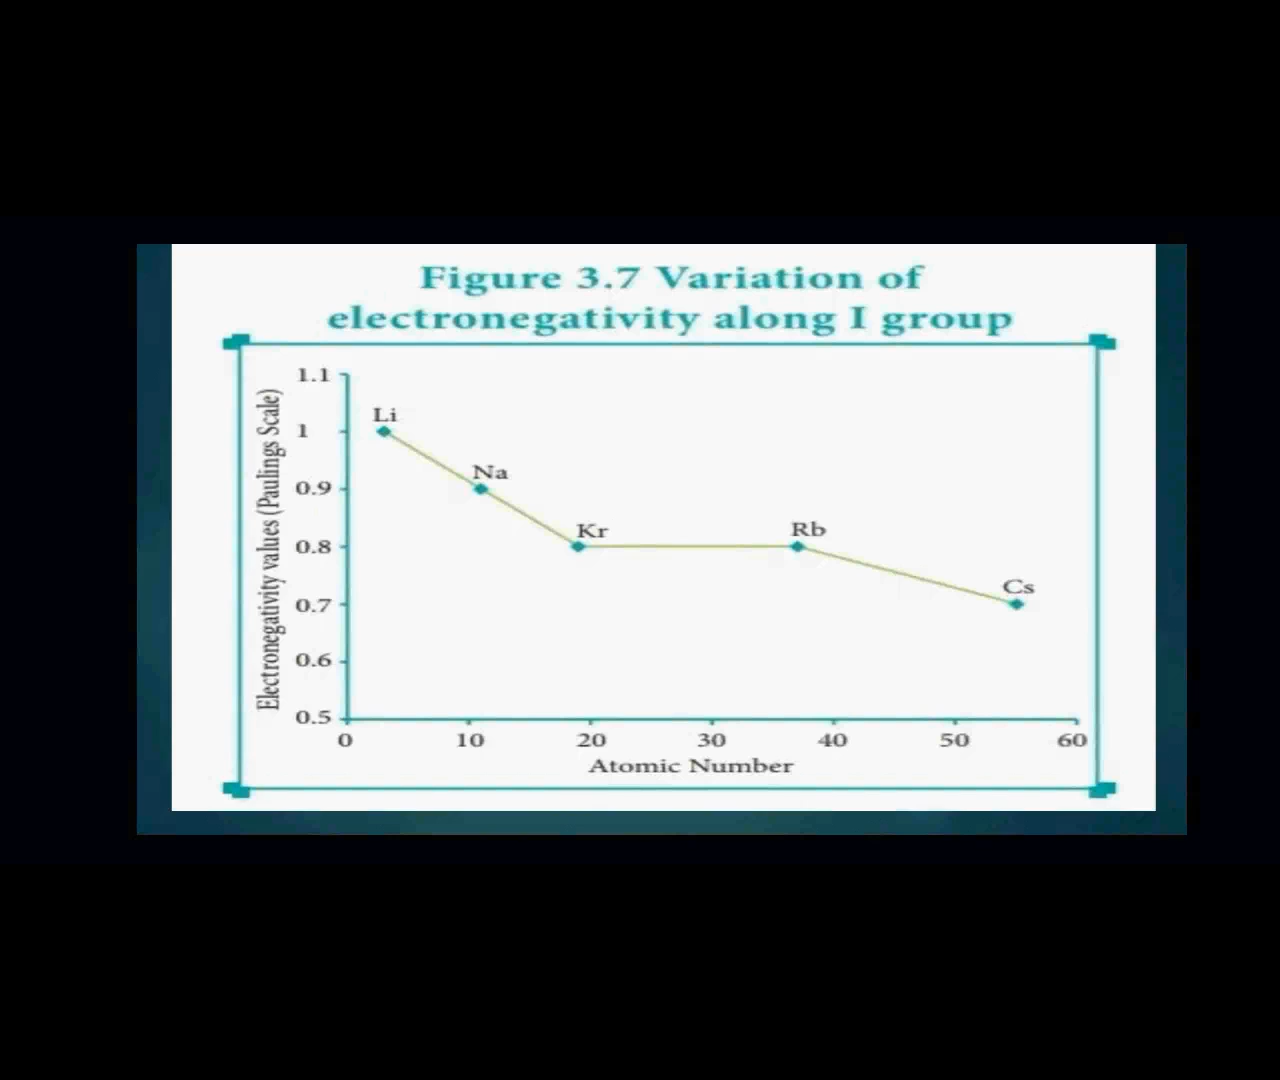 Figure 3.7 Variation of
electronegativity along I group
Electronegativity values (Paulings Scale)
1.1
1
0.9
0.8
0.7
0.6
0.5
Li
Na
Kr
Rb
Cs
0 10 20 30 40 50 60
Atomic Number